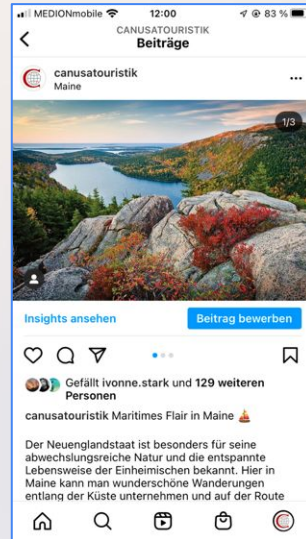 MEDIONmobile 12:00 83 %
CANUSATOURISTIK
Beiträge
canusatouristik
Maine
1/3
Insights ansehen
Beitrag bewerben
Gefällt ivonne.stark und 129 weiteren
Personen
canusatouristik Maritimes Flair in Maine ⛵
Der Neuenglandstaat ist besonders für seine
abwechslungsreiche Natur und die entspannte
Lebensweise der Einheimischen bekannt. Hier in
Maine kann man wunderschöne Wanderungen
entlang der Küste unternehmen und auf der Route